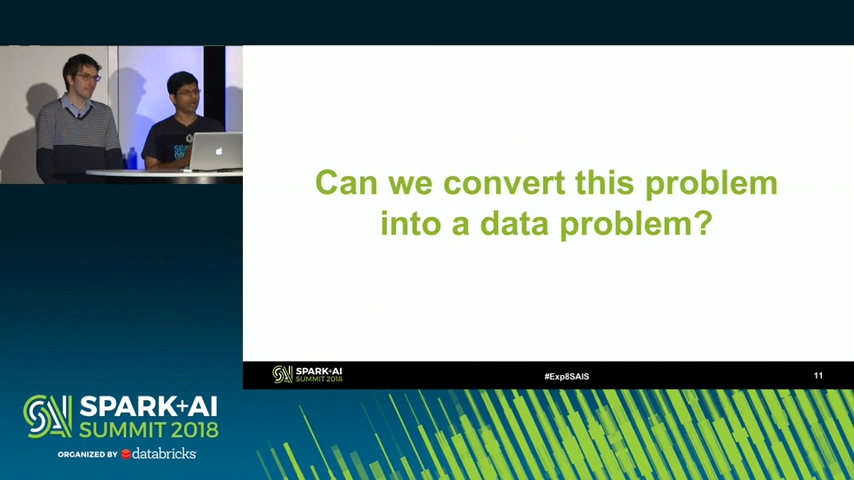 Can we convert this problem
into a data problem?
SPARK+AI
SUMMIT 2018
#Exp8SAIS
11
SPARK+AI
SUMMIT 2018
ORGANIZED BY databricks